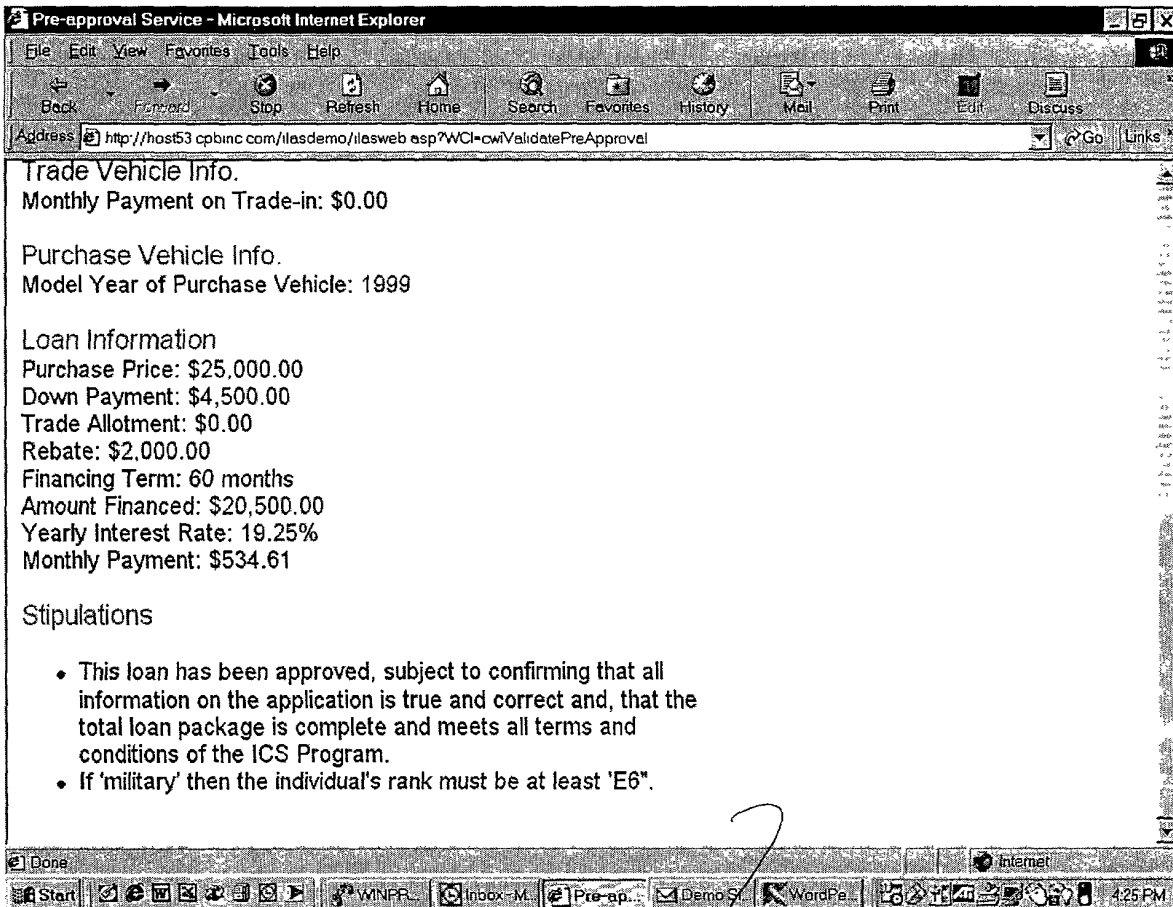 Pre-approval Service - Microsoft Internet Explorer
File Edit View Favorites Tools Help
Back Forward Stop Refresh Home Search Favorites History Mail Print Edit Discuss
Address http://host53.cpbinc.com/ilasdemo/ilasweb.asp?WCI=cwiValidatePreApproval Go Links
Trade Vehicle Info.
Monthly Payment on Trade-in: $0.00
Purchase Vehicle Info.
Model Year of Purchase Vehicle: 1999
Loan Information
Purchase Price: $25,000.00
Down Payment: $4,500.00
Trade Allotment: $0.00
Rebate: $2,000.00
Financing Term: 60 months
Amount Financed: $20,500.00
Yearly Interest Rate: 19.25%
Monthly Payment: $534.61
Stipulations
• This loan has been approved, subject to confirming that all
information on the application is true and correct and, that the
total loan package is complete and meets all terms and
conditions of the ICS Program.
• If 'military' then the individual's rank must be at least 'E6".
Done Internet
Start WINPR... Inbox - M... Pre-ap... Demo S... WordPe... 4:25 PM